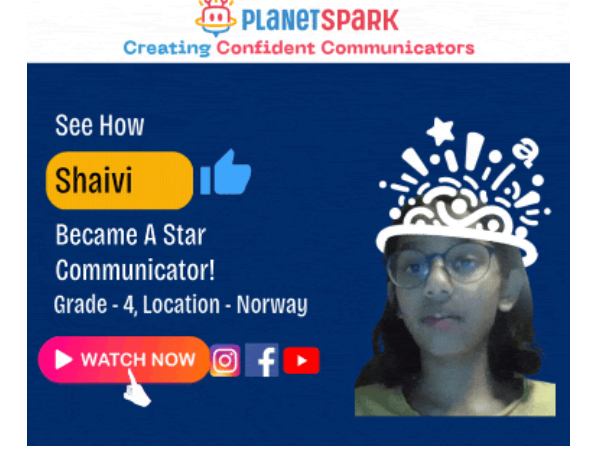 PLANETSPARK
Creating Confident Communicators
See How
Shaivi
Became A Star
Communicator!
Grade - 4, Location - Norway
WATCH NOW
a